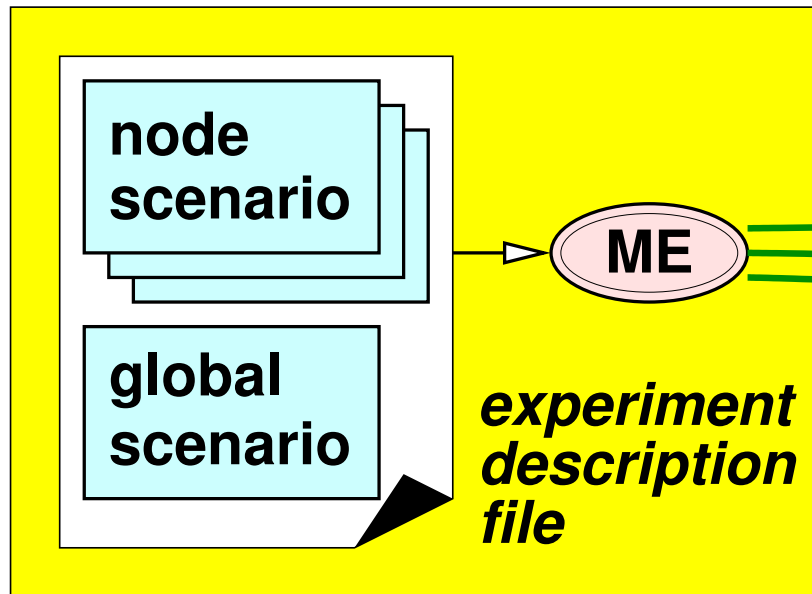 node
scenario
ME
global
scenario
experiment
description
file